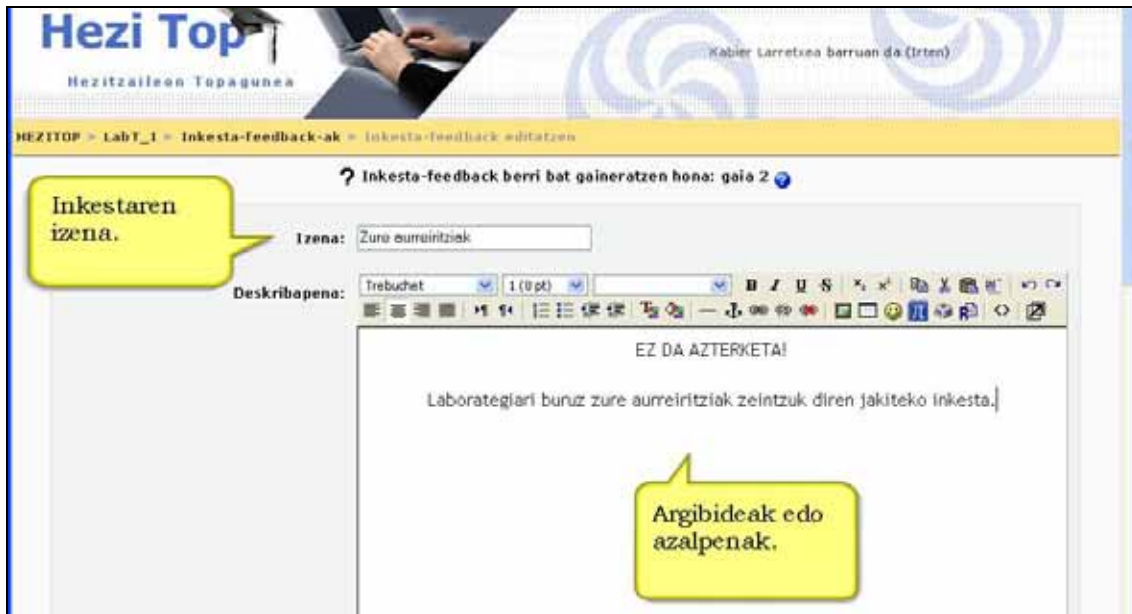 Hezi Top
Hezitzaileon Topagunea
Xabier Larretxea barruan da (Irten)
HEZITOP » LabT_1 » Inkesta-feedback-ak » Inkesta-feedback editatzen
? Inkesta-feedback berri bat gaineratzen hona: gaia 2 ?
Inkestaren
izena.
Izena: Zure aurreiritziak
Deskribapena:
Trebuchet 1 (8 pt) B I U S
EZ DA AZTERKETA!
Laborategiari buruz zure aurreiritziak zeintzuk diren jakiteko inkesta.
Argibideak edo
azalpenak.